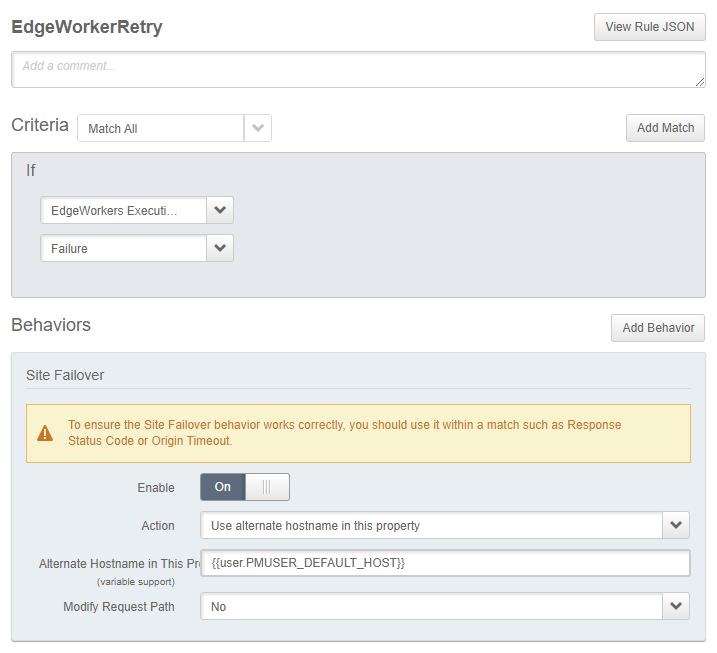 EdgeWorkerRetry
View Rule JSON
Add a comment...
Criteria
Match All
Add Match
If
EdgeWorkers Executi...
Failure
Behaviors
Add Behavior
Site Failover
To ensure the Site Failover behavior works correctly, you should use it within a match such as Response
Status Code or Origin Timeout.
Enable
On
Action
Use alternate hostname in this property
Alternate Hostname in This Pr
{{user.PMUSER_DEFAULT_HOST}}
(variable support)
Modify Request Path
No